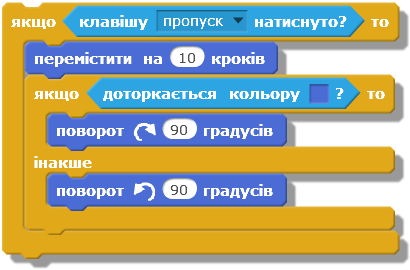 якщо клавішу пропуск натиснуто? то
перемістити на 10 кроків
якщо доторкається кольору ? то
поворот 90 градусів
інакше
поворот 90 градусів